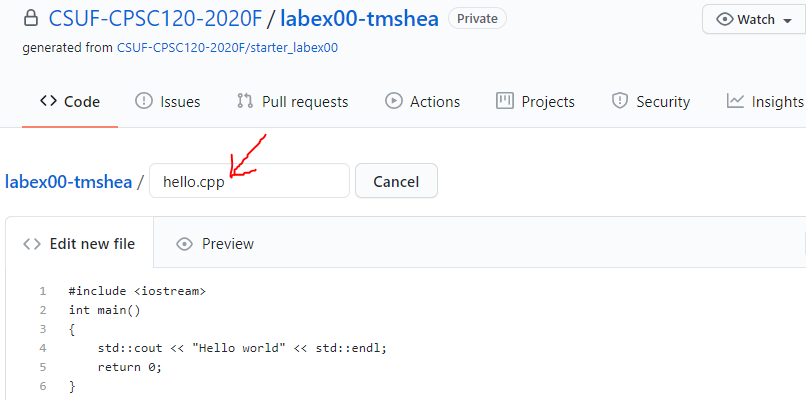 CSUF-CPSC120-2020F / labex00-tmshea Private Watch
generated from CSUF-CPSC120-2020F/starter_labex00
Code Issues Pull requests Actions Projects Security Insights
labex00-tmshea / hello.cpp Cancel
<> Edit new file Preview
1 #include <iostream>
2 int main()
3 {
4     std::cout << "Hello world" << std::endl;
5     return 0;
6 }